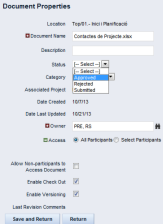 Document Properties
Location Top/01 - Inici i Planificació
Document Name Contactes de Projecte.xlsx
Description
Status |-- Select --|
|-- Select --|
Category Approved
Rejected
Associated Project Submitted
Date Created 10/7/13
Date Last Updated 10/21/13
Owner PRE, RS
Access All Participants Select Participants
Allow Non-participants to Access Document
Enable Check Out
Enable Versioning
Last Revision Comments
Save and Return Return